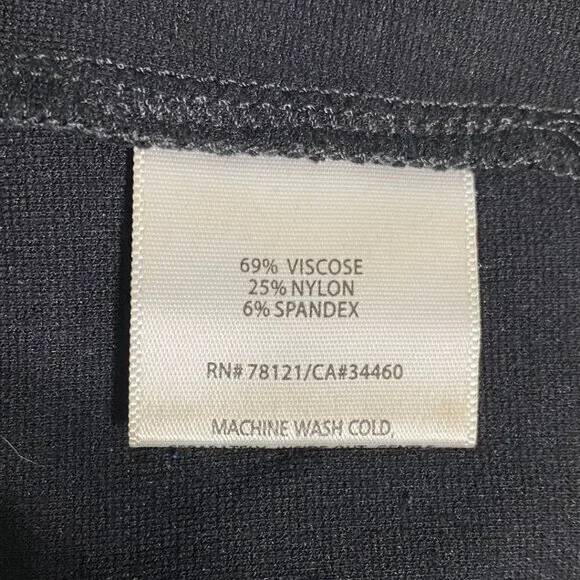 69% VISCOSE
25% NYLON
6% SPANDEX
RN# 78121/CA#34460
MACHINE WASH COLD,